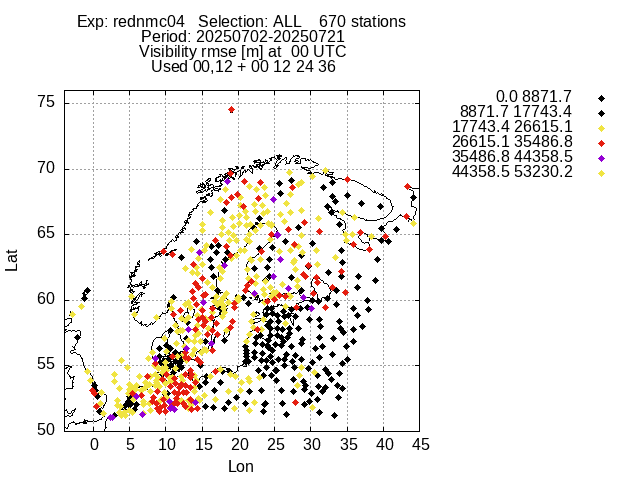 Exp: rednmc04 Selection: ALL 670 stations
Period: 20250702-20250721
Visibility rmse [m] at 00 UTC
Used 00,12 + 00 12 24 36
0.0 8871.7
8871.7 17743.4
17743.4 26615.1
26615.1 35486.8
35486.8 44358.5
44358.5 53230.2
75
70
65
60
55
50
Lat
0 5 10 15 20 25 30 35 40 45
Lon